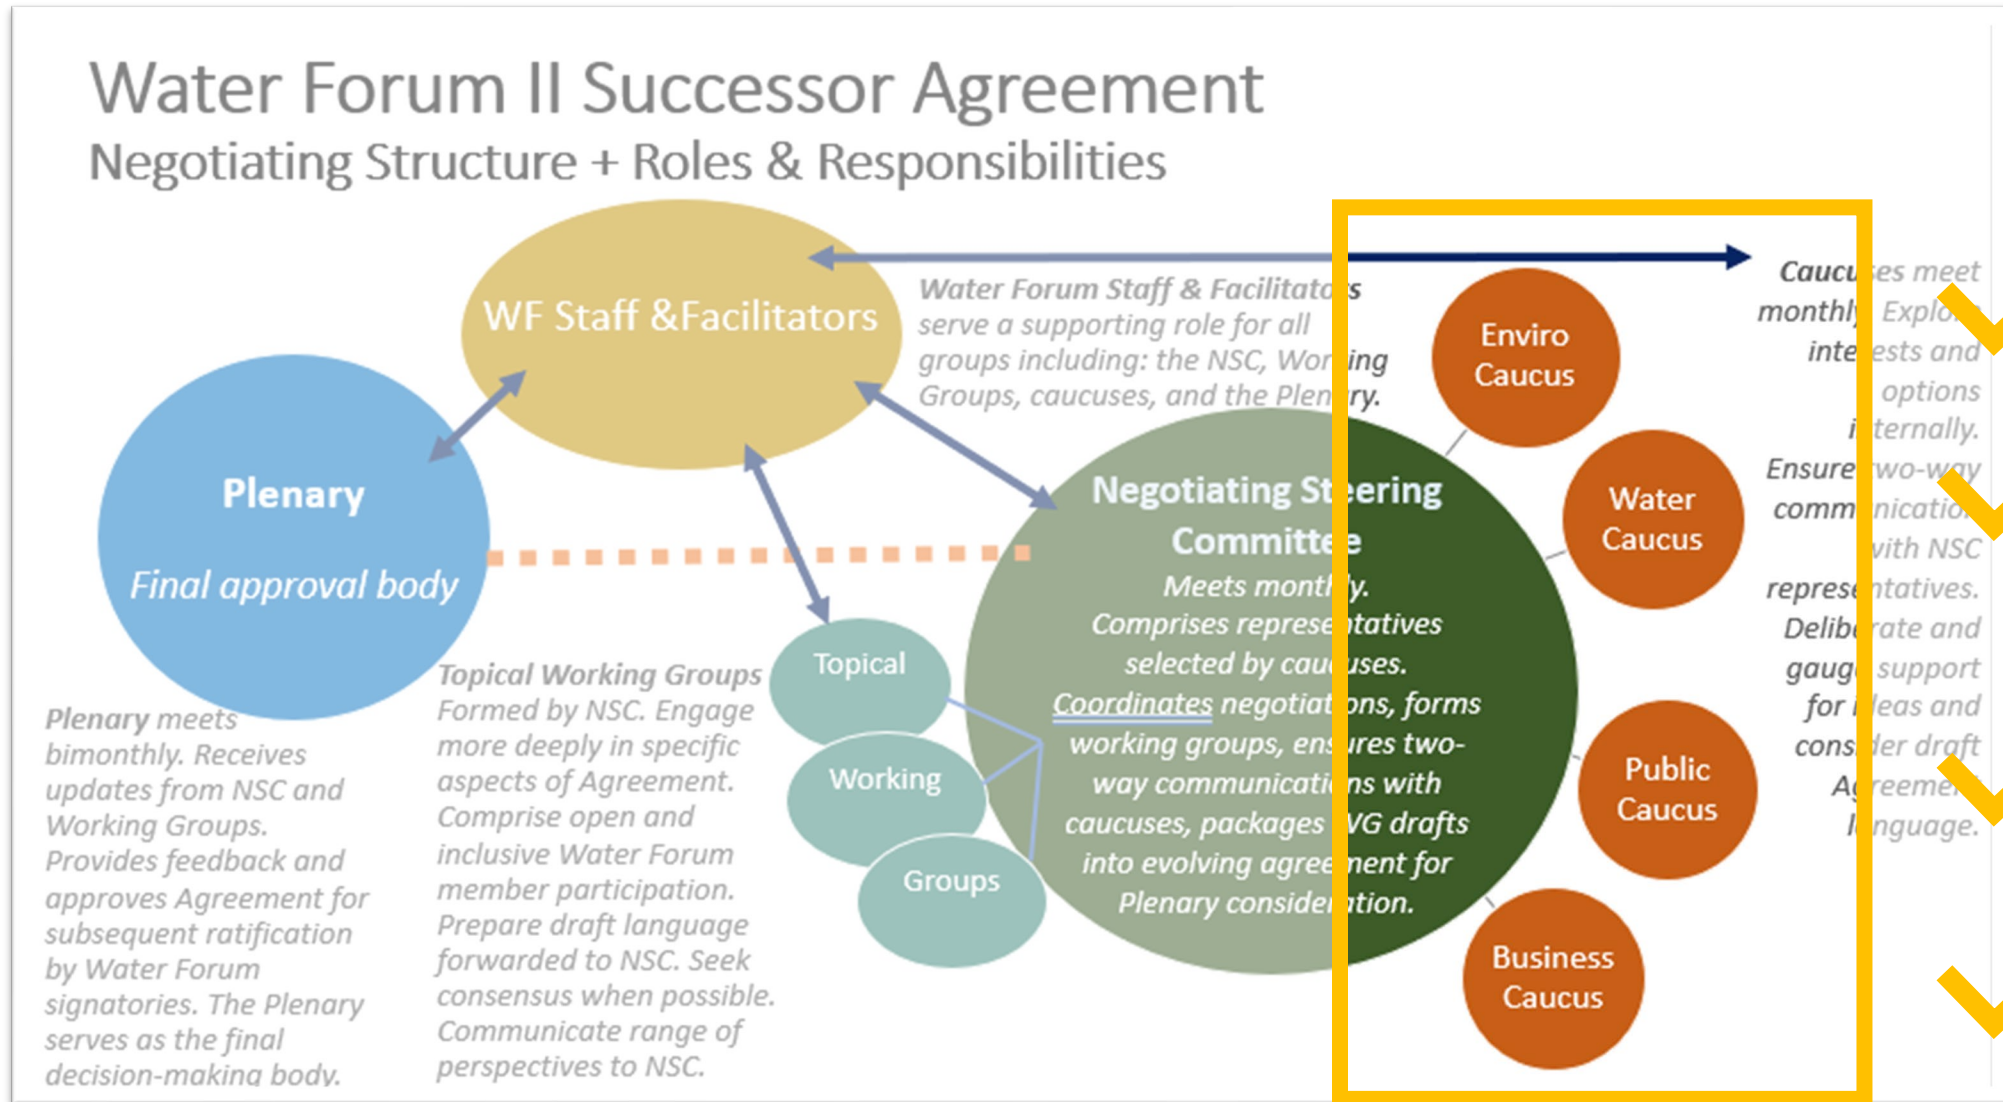 Water Forum II Successor Agreement
Negotiating Structure + Roles & Responsibilities
WF Staff &Facilitators
Water Forum Staff & Facilitators
serve a supporting role for all
groups including: the NSC, Working
Groups, caucuses, and the Plenary.
Plenary
Final approval body
Plenary meets
bimonthly. Receives
updates from NSC and
Working Groups.
Provides feedback and
approves Agreement for
subsequent ratification
by Water Forum
signatories. The Plenary
serves as the final
decision-making body.
Topical Working Groups
Formed by NSC. Engage
more deeply in specific
aspects of Agreement.
Comprise open and
inclusive Water Forum
member participation.
Prepare draft language
forwarded to NSC. Seek
consensus when possible.
Communicate range of
perspectives to NSC.
Topical
Working
Groups
Negotiating Steering
Committee
Meets monthly.
Comprises representatives
selected by caucuses.
Coordinates negotiations, forms
working groups, ensures two-
way communications with
caucuses, packages WG drafts
into evolving agreement for
Plenary consideration.
Enviro
Caucus
Water
Caucus
Public
Caucus
Business
Caucus
Caucuses meet
monthly. Explore
interests and
options
internally.
Ensure two-way
communication
with NSC
representatives.
Deliberate and
gauge support
for ideas and
consider draft
Agreement
language.